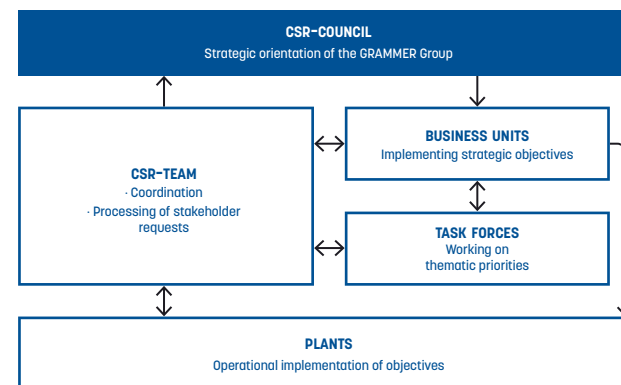 CSR-COUNCIL
Strategic orientation of the GRAMMER Group
CSR-TEAM
· Coordination
· Processing of stakeholder
requests
BUSINESS UNITS
Implementing strategic objectives
TASK FORCES
Working on
thematic priorities
PLANTS
Operational implementation of objectives